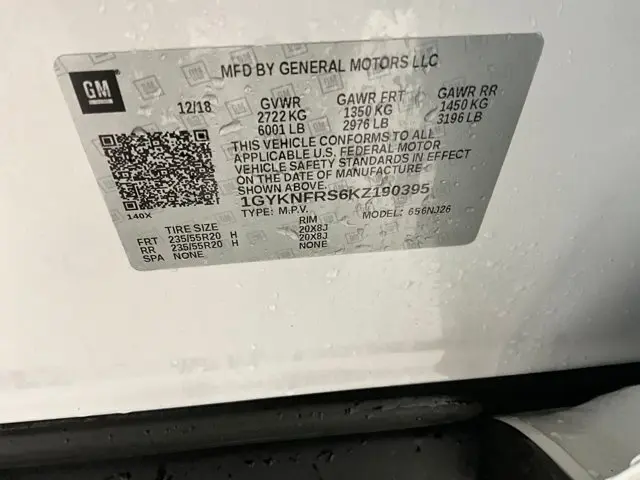 GM
MFD BY GENERAL MOTORS LLC
12/18 GVWR GAWR FRT GAWR RR
2722 KG 1350 KG 1450 KG
6001 LB 2976 LB 3196 LB
THIS VEHICLE CONFORMS TO ALL
APPLICABLE U.S. FEDERAL MOTOR
VEHICLE SAFETY STANDARDS IN EFFECT
ON THE DATE OF MANUFACTURE
SHOWN ABOVE.
1GYKNFRS6KZ190395
140X TYPE: M.P.V. MODEL: 656NJ26
TIRE SIZE RIM
FRT 235/55R20 H 20X8J
RR 235/55R20 H 20X8J
SPA NONE NONE